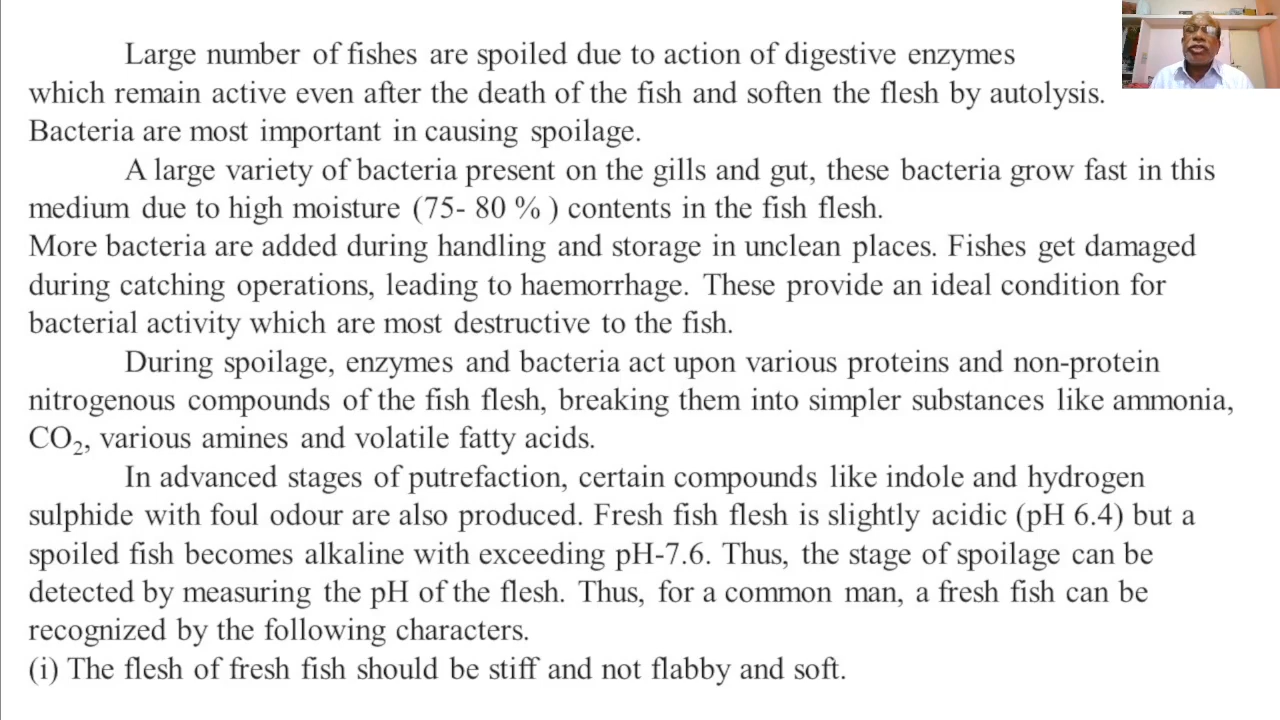 Large number of fishes are spoiled due to action of digestive enzymes
which remain active even after the death of the fish and soften the flesh by autolysis.
Bacteria are most important in causing spoilage.
A large variety of bacteria present on the gills and gut, these bacteria grow fast in this
medium due to high moisture (75- 80 % ) contents in the fish flesh.
More bacteria are added during handling and storage in unclean places. Fishes get damaged
during catching operations, leading to haemorrhage. These provide an ideal condition for
bacterial activity which are most destructive to the fish.
During spoilage, enzymes and bacteria act upon various proteins and non-protein
nitrogenous compounds of the fish flesh, breaking them into simpler substances like ammonia,
CO₂, various amines and volatile fatty acids.
In advanced stages of putrefaction, certain compounds like indole and hydrogen
sulphide with foul odour are also produced. Fresh fish flesh is slightly acidic (pH 6.4) but a
spoiled fish becomes alkaline with exceeding pH-7.6. Thus, the stage of spoilage can be
detected by measuring the pH of the flesh. Thus, for a common man, a fresh fish can be
recognized by the following characters.
(i) The flesh of fresh fish should be stiff and not flabby and soft.